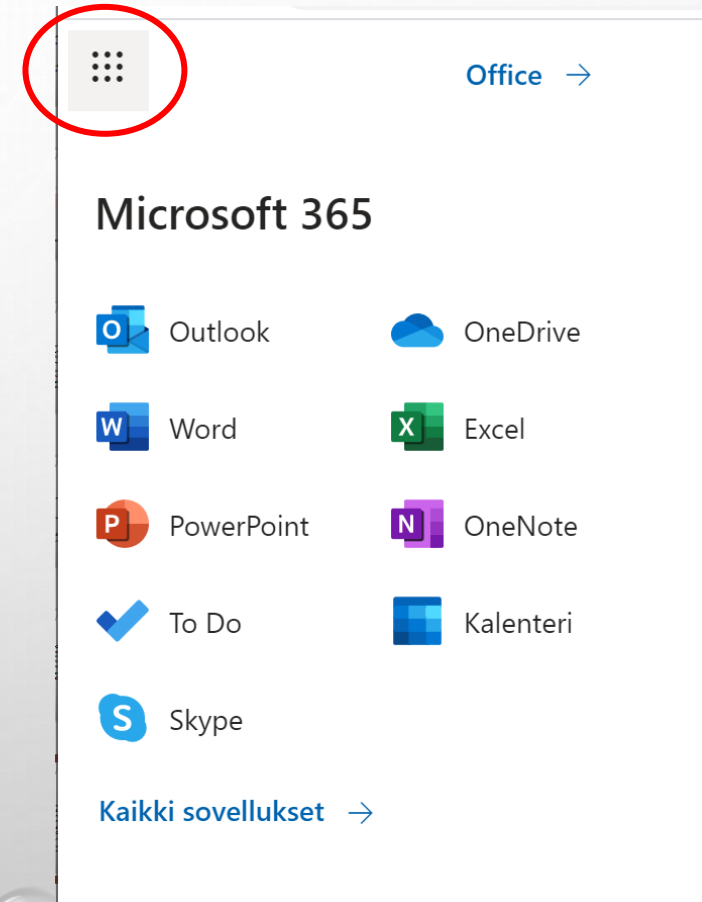 Office →
Microsoft 365
O Outlook
OneDrive
W Word
X Excel
P PowerPoint
N OneNote
To Do
Kalenteri
S Skype
Kaikki sovellukset →